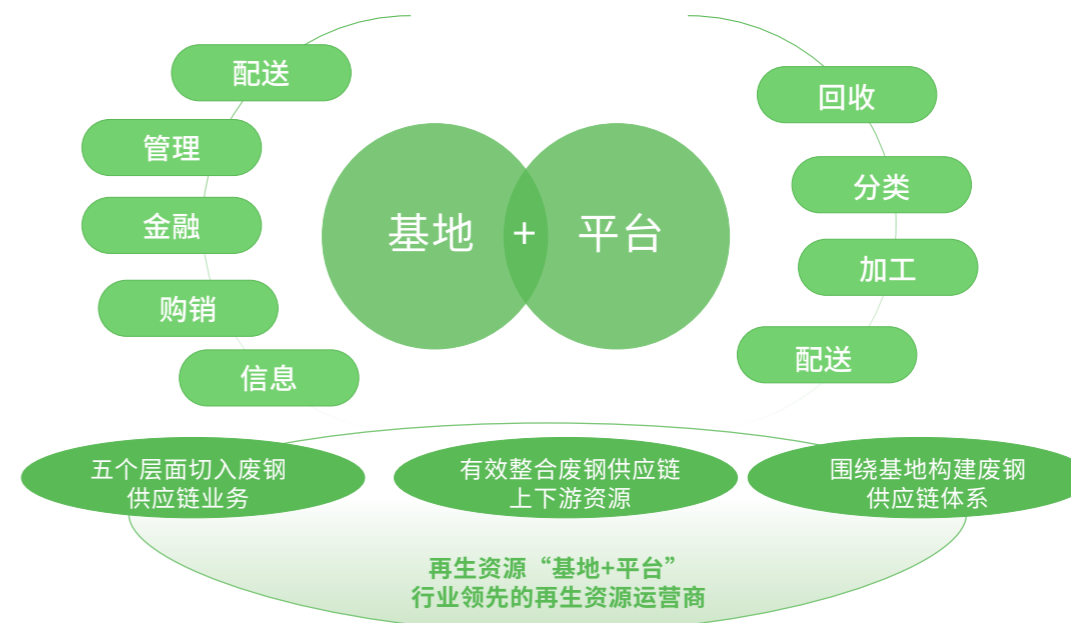 配送
管理
金融
购销
信息
基地 + 平台
回收
分类
加工
配送
五个层面切入废钢
供应链业务
有效整合废钢供应链
上下游资源
围绕基地构建废钢
供应链体系
再生资源“基地+平台”
行业领先的再生资源运营商